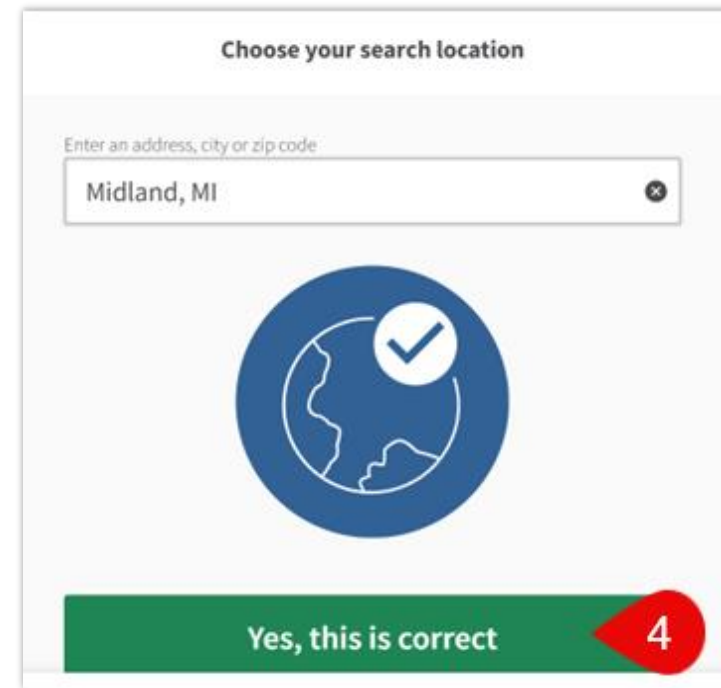 Choose your search location
Enter an address, city or zip code
Midland, MI
Yes, this is correct
4